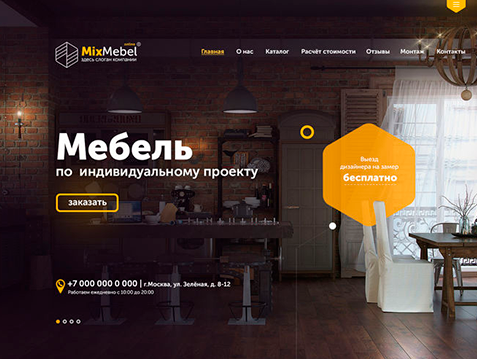 online
MixMebel
здесь слоган компании
Главная О нас Каталог Расчёт стоимости Отзывы Монтаж Контакты
Мебель
по индивидуальному проекту
заказать
Выезд
дизайнера на замер
бесплатно
+7 000 000 0 000 | г.Москва, ул. Зелёная, д. 8-12
Работаем ежедневно с 10:00 до 20:00